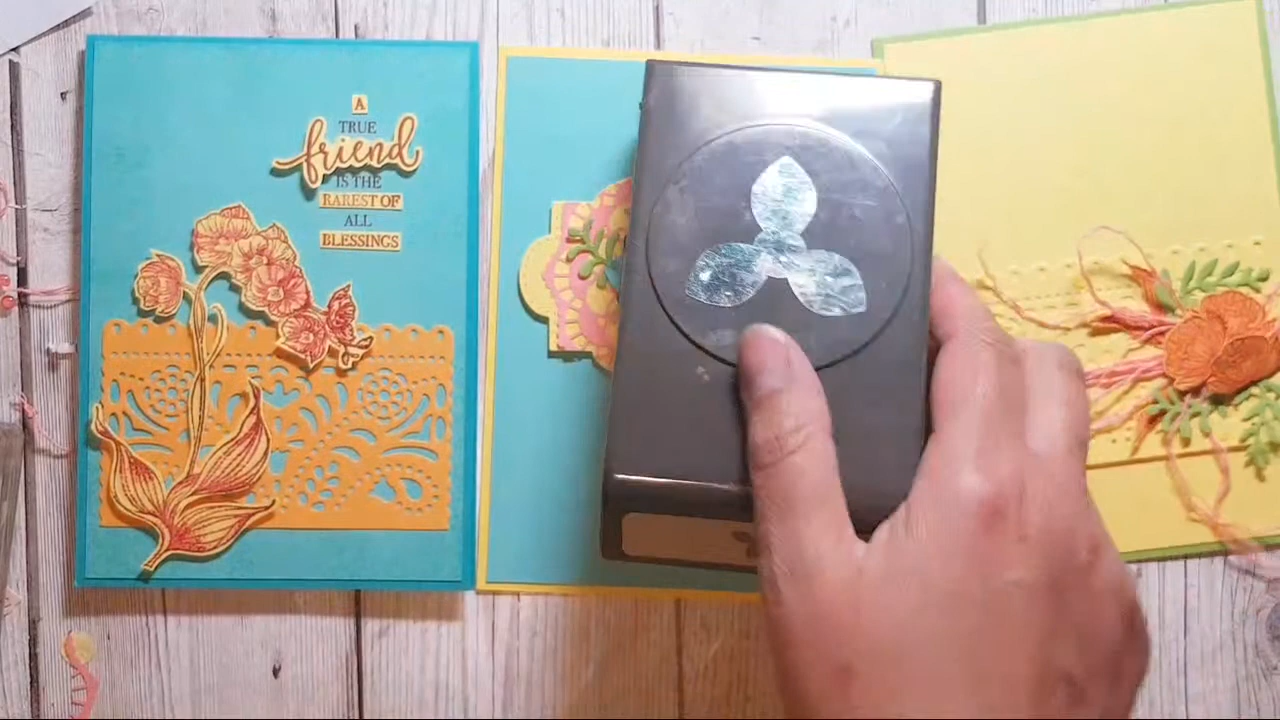 A
TRUE
friend
IS THE
RAREST OF
ALL
BLESSINGS